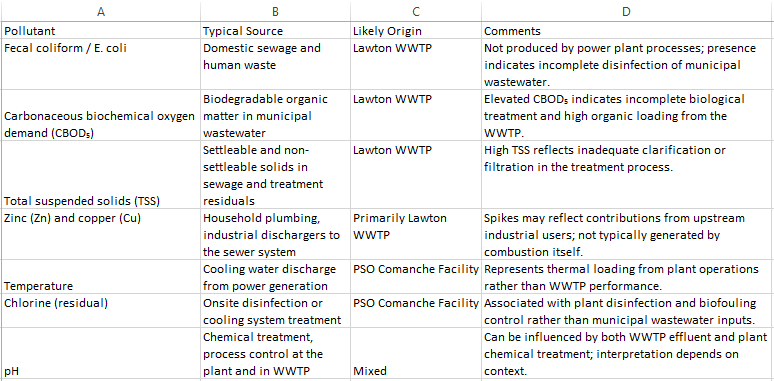 A B C D
Pollutant Typical Source Likely Origin Comments
Fecal coliform / E. coli Domestic sewage and Lawton WWTP Not produced by power plant processes; presence
human waste indicates incomplete disinfection of municipal
wastewater.
Biodegradable organic Lawton WWTP Elevated CBOD₅ indicates incomplete biological
Carbonaceous biochemical oxygen matter in municipal treatment and high organic loading from the
demand (CBOD₅) wastewater WWTP.
Settleable and non- Lawton WWTP High TSS reflects inadequate clarification or
settleable solids in filtration in the treatment process.
sewage and treatment
Total suspended solids (TSS) residuals
Zinc (Zn) and copper (Cu) Household plumbing, Primarily Lawton Spikes may reflect contributions from upstream
industrial dischargers to WWTP industrial users; not typically generated by
the sewer system combustion itself.
Cooling water discharge PSO Comanche Facility Represents thermal loading from plant operations
Temperature from power generation rather than WWTP performance.
Chlorine (residual) Onsite disinfection or PSO Comanche Facility Associated with plant disinfection and biofouling
cooling system treatment control rather than municipal wastewater inputs.
Chemical treatment, Can be influenced by both WWTP effluent and plant
process control at the chemical treatment; interpretation depends on
pH plant and in WWTP Mixed context.